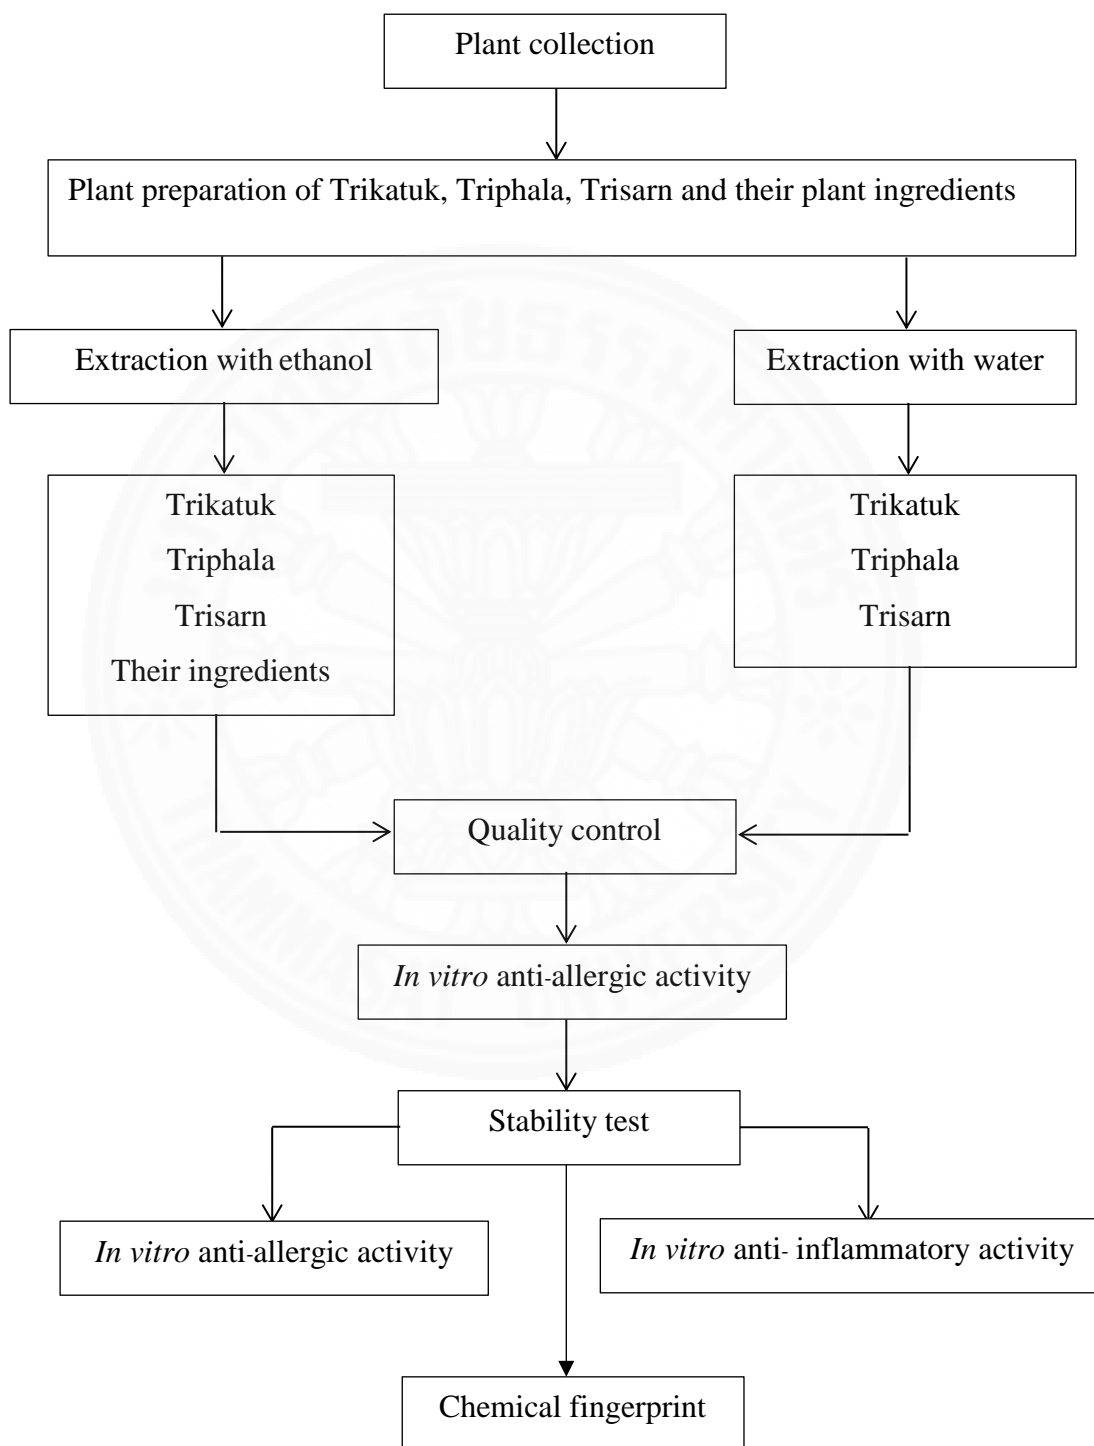 Plant collection
Plant preparation of Trikatuk, Triphala, Trisarn and their plant ingredients
Extraction with ethanol
Extraction with water
Trikatuk
Triphala
Trisarn
Their ingredients
Trikatuk
Triphala
Trisarn
Quality control
In vitro anti-allergic activity
Stability test
In vitro anti-allergic activity
In vitro anti- inflammatory activity
Chemical fingerprint